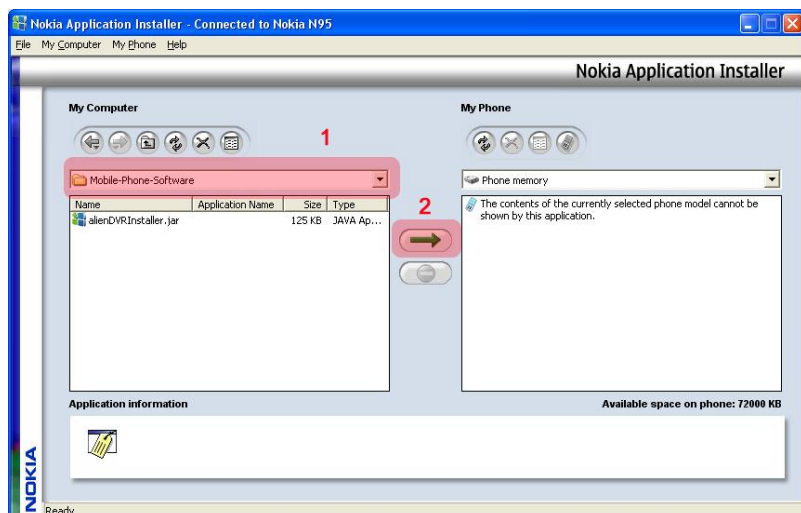 Nokia Application Installer - Connected to Nokia N95
File My Computer My Phone Help
Nokia Application Installer
My Computer
My Phone
1
Mobile-Phone-Software
Phone memory
Name Application Name Size Type
alienDVRInstaller.jar 125 KB JAVA Ap...
2
The contents of the currently selected phone model cannot be
shown by this application.
Application information
Available space on phone: 72000 KB
NOKIA
Ready